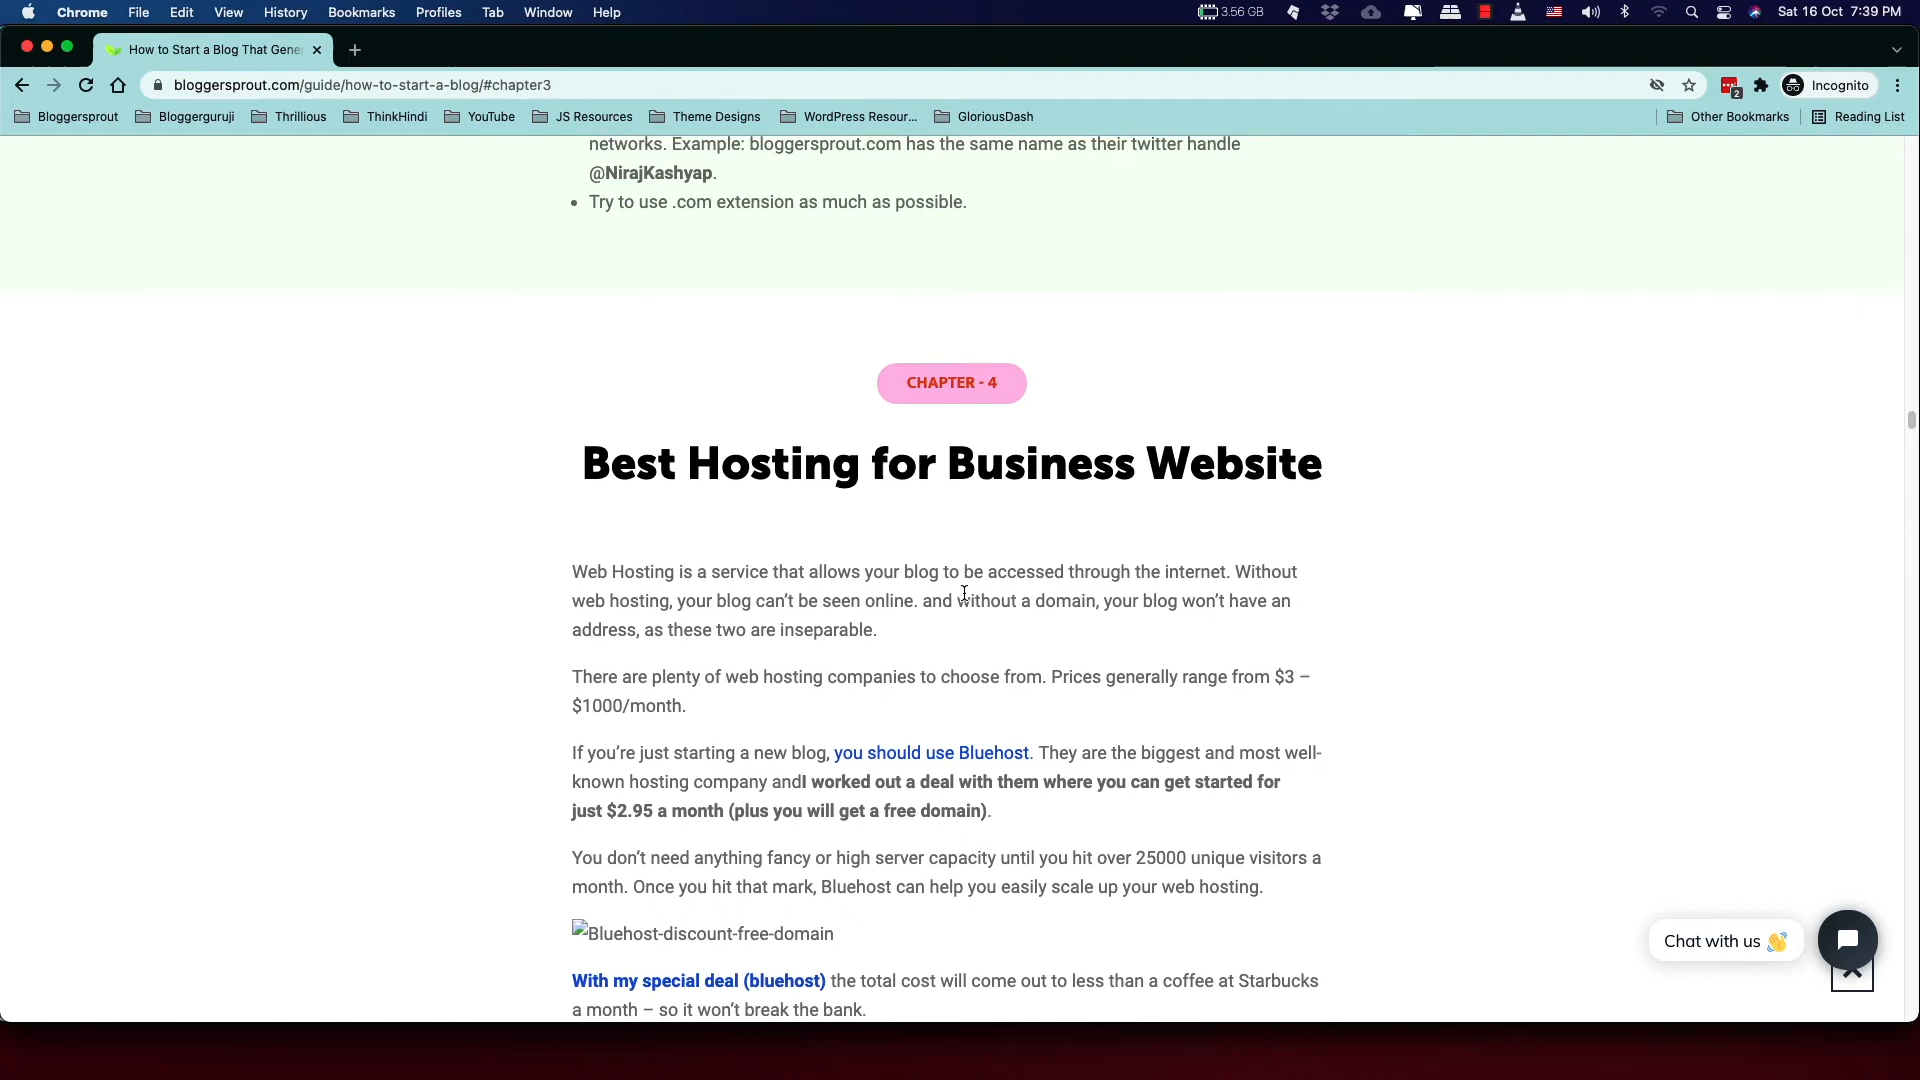 Chrome File Edit View History Bookmarks Profiles Tab Window Help 3.56 GB Sat 16 Oct 7:39 PM
How to Start a Blog That Gene
bloggersprout.com/guide/how-to-start-a-blog/#chapter3 2 Incognito
Bloggersprout Bloggerguruji Thrillious ThinkHindi YouTube JS Resources Theme Designs WordPress Resour... GloriousDash Other Bookmarks Reading List
networks. Example: bloggersprout.com has the same name as their twitter handle
@NirajKashyap.
• Try to use .com extension as much as possible.
CHAPTER - 4
Best Hosting for Business Website
Web Hosting is a service that allows your blog to be accessed through the internet. Without
web hosting, your blog can’t be seen online. and without a domain, your blog won’t have an
address, as these two are inseparable.
There are plenty of web hosting companies to choose from. Prices generally range from $3 –
$1000/month.
If you’re just starting a new blog, you should use Bluehost. They are the biggest and most well-
known hosting company andI worked out a deal with them where you can get started for
just $2.95 a month (plus you will get a free domain).
You don’t need anything fancy or high server capacity until you hit over 25000 unique visitors a
month. Once you hit that mark, Bluehost can help you easily scale up your web hosting.
Bluehost-discount-free-domain
Chat with us 👋
With my special deal (bluehost) the total cost will come out to less than a coffee at Starbucks
a month – so it won’t break the bank.